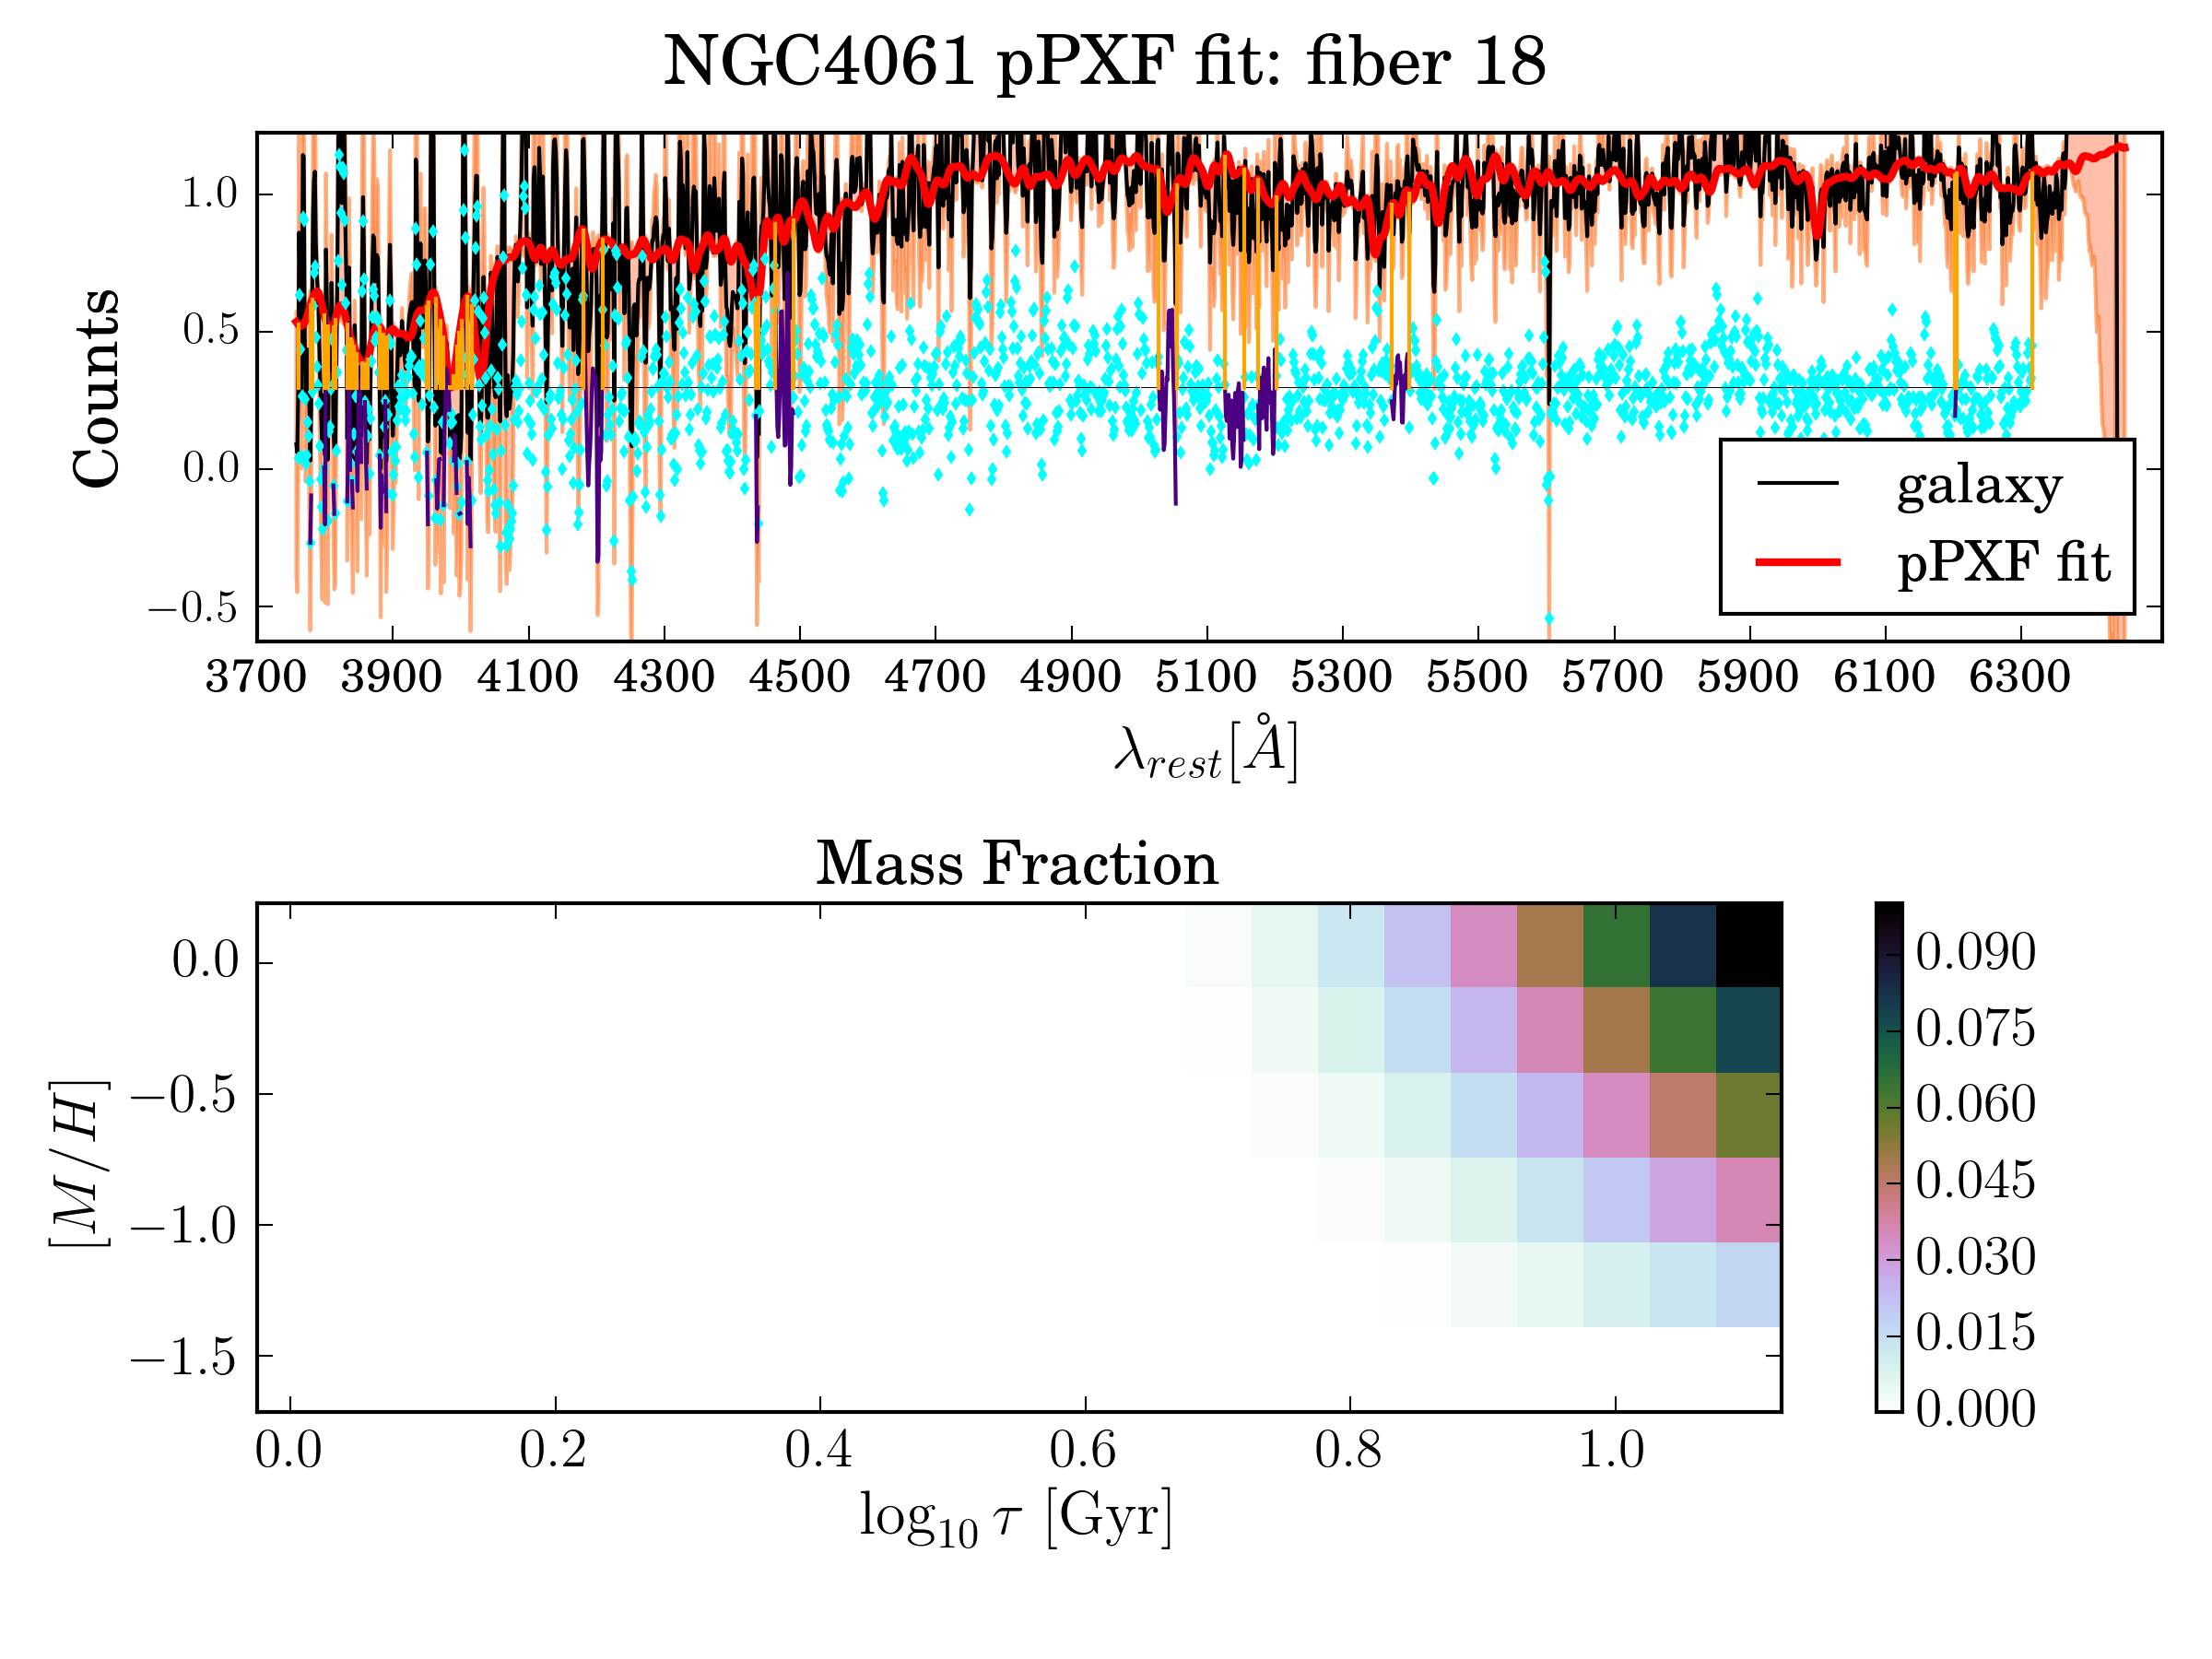 NGC4061 pPXF fit: fiber 18
Counts
1.0
0.5
0.0
−0.5
galaxy
pPXF fit
3700 3900 4100 4300 4500 4700 4900 5100 5300 5500 5700 5900 6100 6300
λ_rest[Å]
Mass Fraction
[M/H]
0.0
−0.5
−1.0
−1.5
0.0 0.2 0.4 0.6 0.8 1.0
log₁₀ τ [Gyr]
0.090
0.075
0.060
0.045
0.030
0.015
0.000